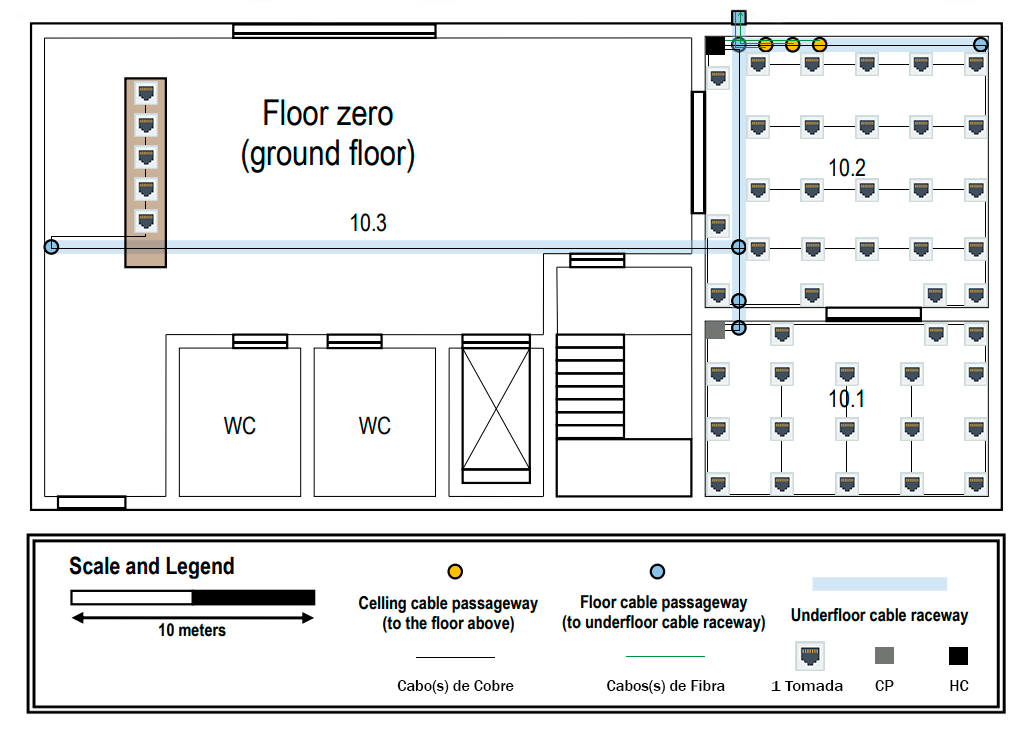 Floor zero
(ground floor)
10.3
10.2
10.1
WC
WC
Scale and Legend
10 meters
Celling cable passageway
(to the floor above)
Floor cable passageway
(to underfloor cable raceway)
Underfloor cable raceway
Cabo(s) de Cobre
Cabos(s) de Fibra
1 Tomada
CP
HC